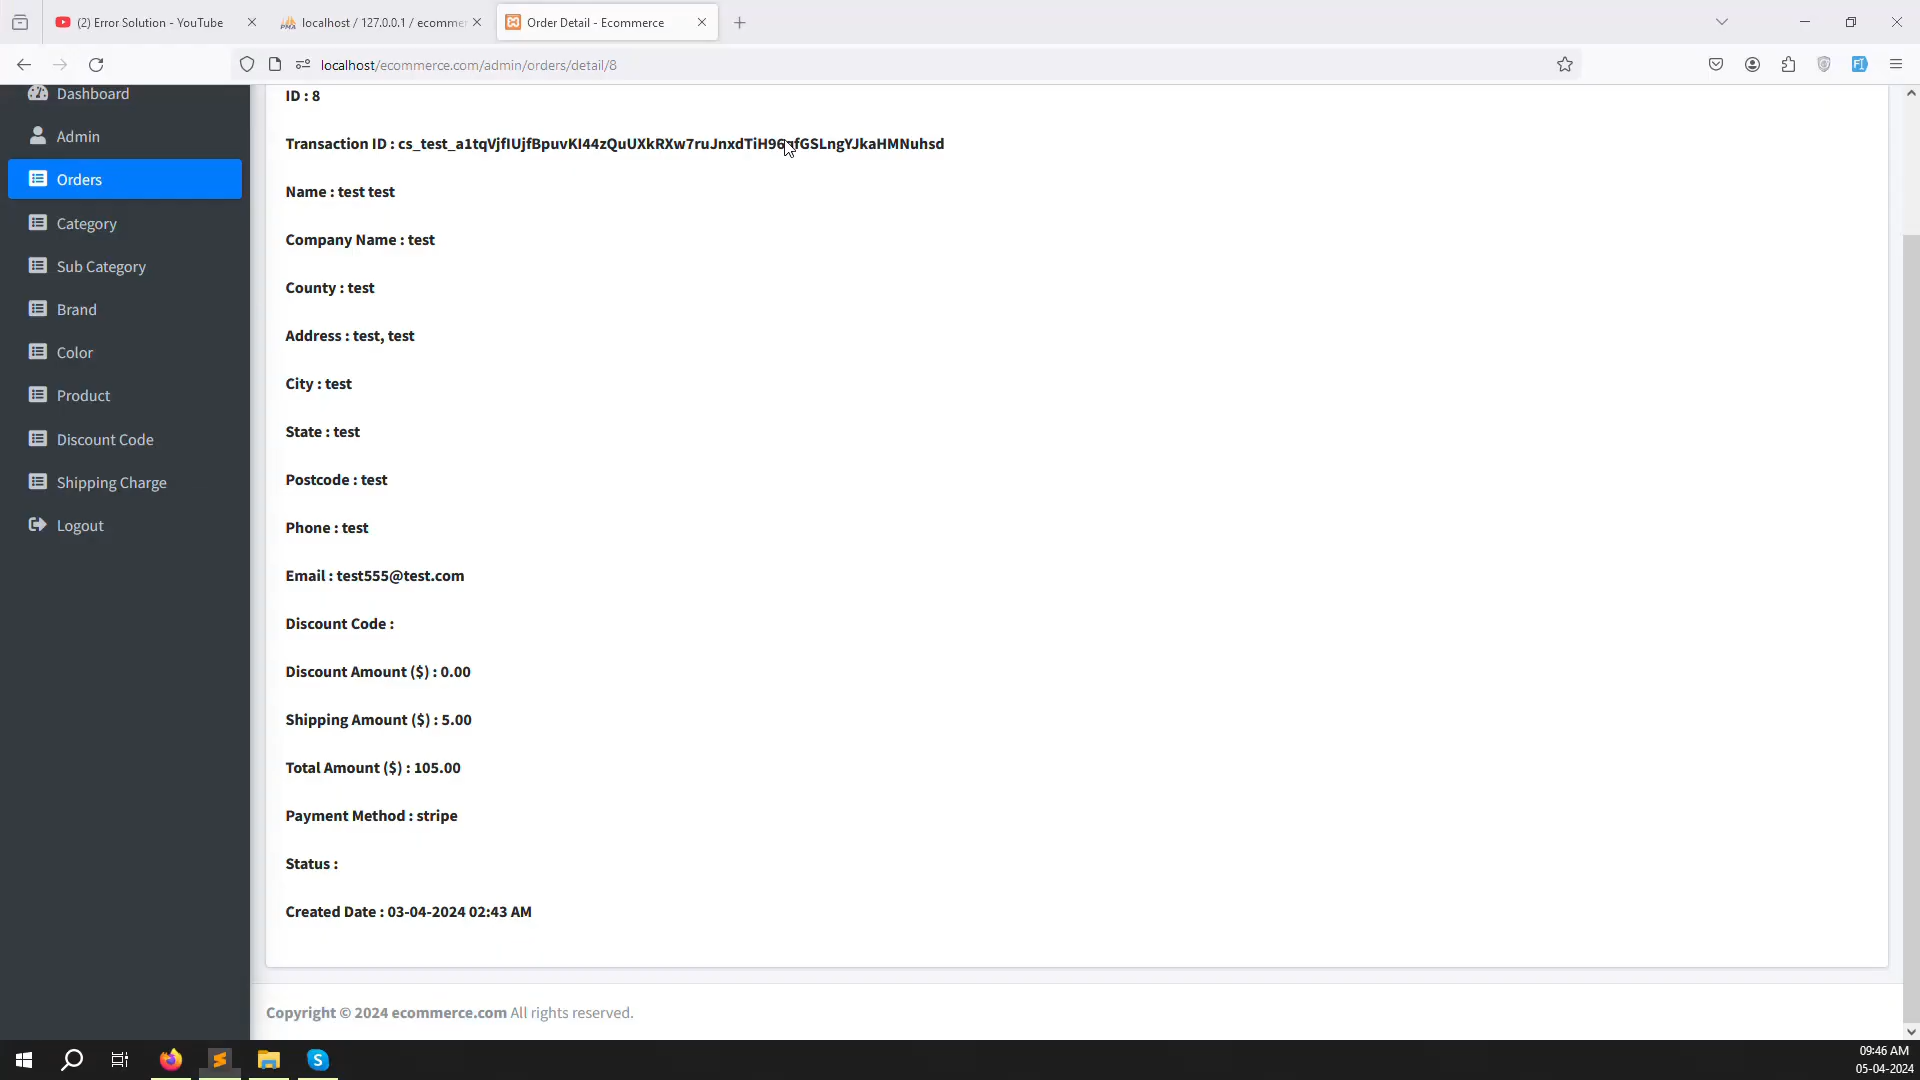 (2) Error Solution - YouTube
localhost / 127.0.0.1 / ecomme
Order Detail - Ecommerce
localhost/ecommerce.com/admin/orders/detail/8
Dashboard
Admin
Orders
Category
Sub Category
Brand
Color
Product
Discount Code
Shipping Charge
Logout
ID : 8
Transaction ID :
Name : test test
Company Name : test
County : test
Address : test, test
City : test
State : test
Postcode : test
Phone : test
Email : test555@test.com
Discount Code :
Discount Amount ($) : 0.00
Shipping Amount ($) : 5.00
Total Amount ($) : 105.00
Payment Method : stripe
Status :
Created Date : 03-04-2024 02:43 AM
Copyright © 2024 ecommerce.com All rights reserved.
09:46 AM
05-04-2024